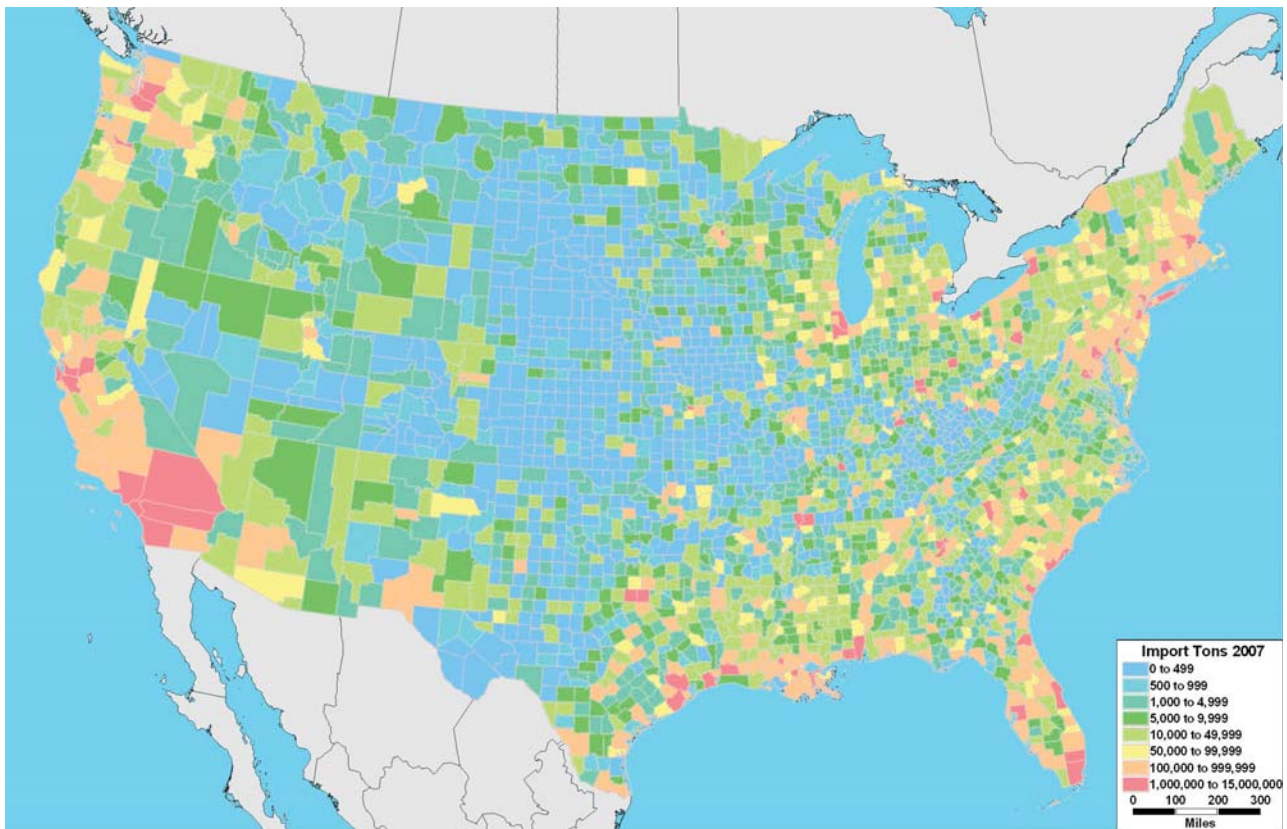 Import Tons 2007
0 to 499
500 to 999
1,000 to 4,999
5,000 to 9,999
10,000 to 49,999
50,000 to 99,999
100,000 to 999,999
1,000,000 to 15,000,000
0 100 200 300
Miles